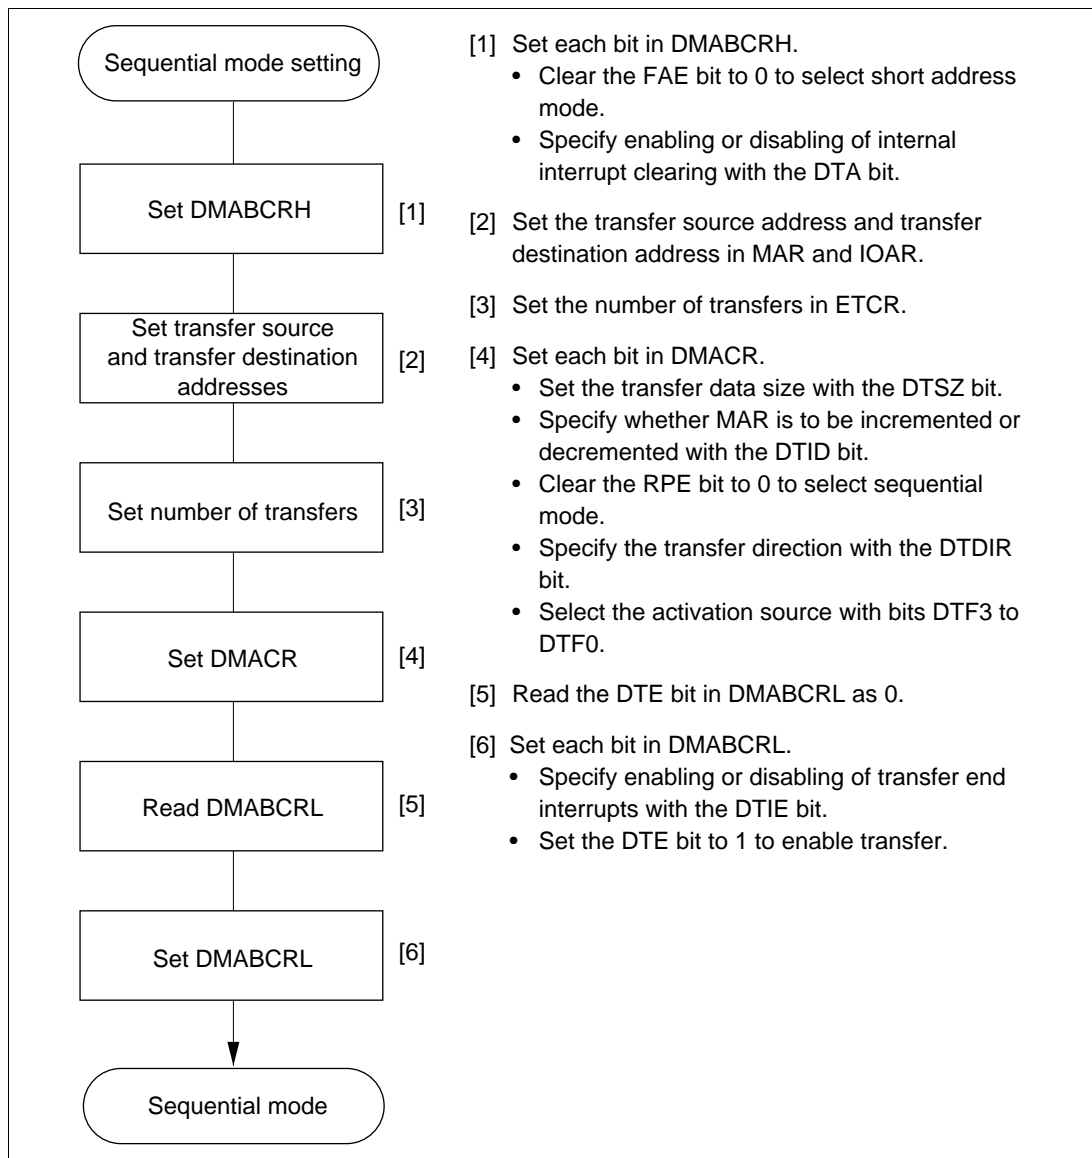 Sequential mode setting
Set DMABCRH
[1]
Set transfer source
and transfer destination
addresses
[2]
Set number of transfers
[3]
Set DMACR
[4]
Read DMABCRL
[5]
Set DMABCRL
[6]
Sequential mode
[1] Set each bit in DMABCRH.
• Clear the FAE bit to 0 to select short address
mode.
• Specify enabling or disabling of internal
interrupt clearing with the DTA bit.
[2] Set the transfer source address and transfer
destination address in MAR and IOAR.
[3] Set the number of transfers in ETCR.
[4] Set each bit in DMACR.
• Set the transfer data size with the DTSZ bit.
• Specify whether MAR is to be incremented or
decremented with the DTID bit.
• Clear the RPE bit to 0 to select sequential
mode.
• Specify the transfer direction with the DTDIR
bit.
• Select the activation source with bits DTF3 to
DTF0.
[5] Read the DTE bit in DMABCRL as 0.
[6] Set each bit in DMABCRL.
• Specify enabling or disabling of transfer end
interrupts with the DTIE bit.
• Set the DTE bit to 1 to enable transfer.